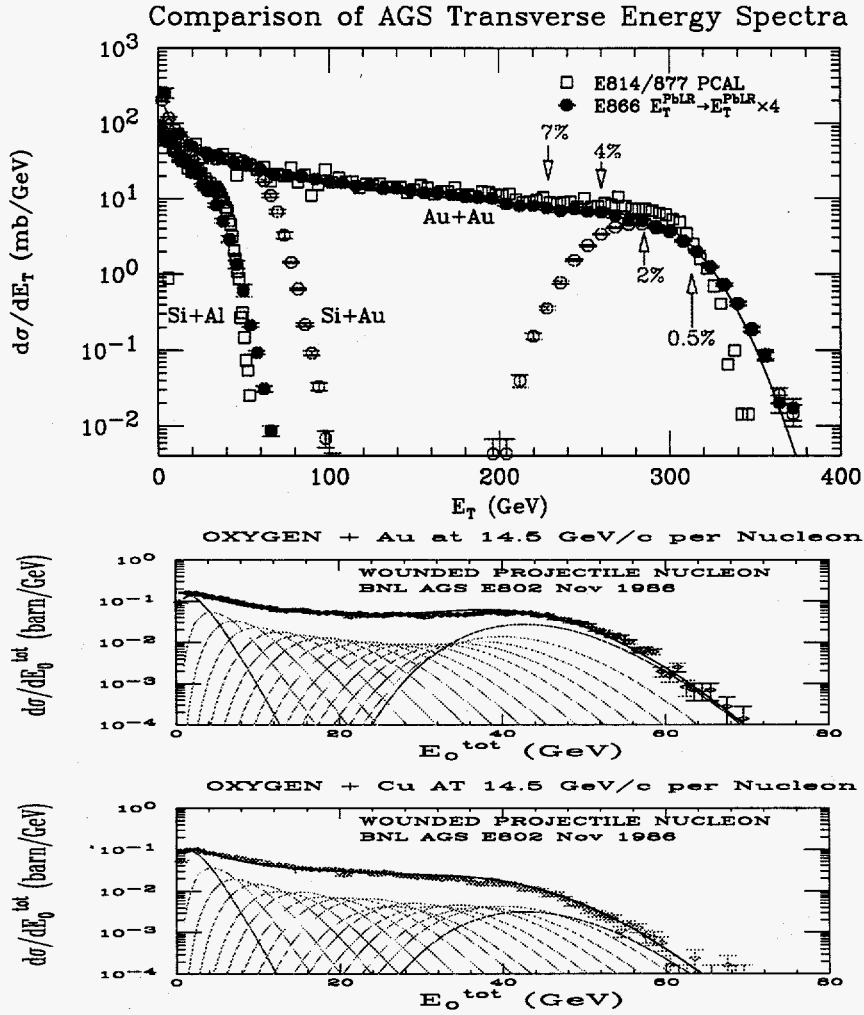 Comparison of AGS Transverse Energy Spectra
10³
10²
10¹
10⁰
10⁻¹
10⁻²
dσ/dE_T (mb/GeV)
□ E814/877 PCAL
● E866 E_T^PbLR→E_T^PbLR×4
7%
4%
Au+Au
2%
0.5%
Si+Al
Si+Au
0 100 200 300 400
E_T (GeV)
OXYGEN + Au at 14.5 GeV/c per Nucleon
WOUNDED PROJECTILE NUCLEON
BNL AGS E802 Nov 1986
10⁰
10⁻¹
10⁻²
10⁻³
10⁻⁴
dσ/dE₀^tot (barn/GeV)
0 20 40 60 80
E₀^tot (GeV)
OXYGEN + Cu AT 14.5 GeV/c per Nucleon
WOUNDED PROJECTILE NUCLEON
BNL AGS E802 Nov 1986
10⁰
10⁻¹
10⁻²
10⁻³
10⁻⁴
dσ/dE₀^tot (barn/GeV)
0 20 40 60 80
E₀^tot (GeV)